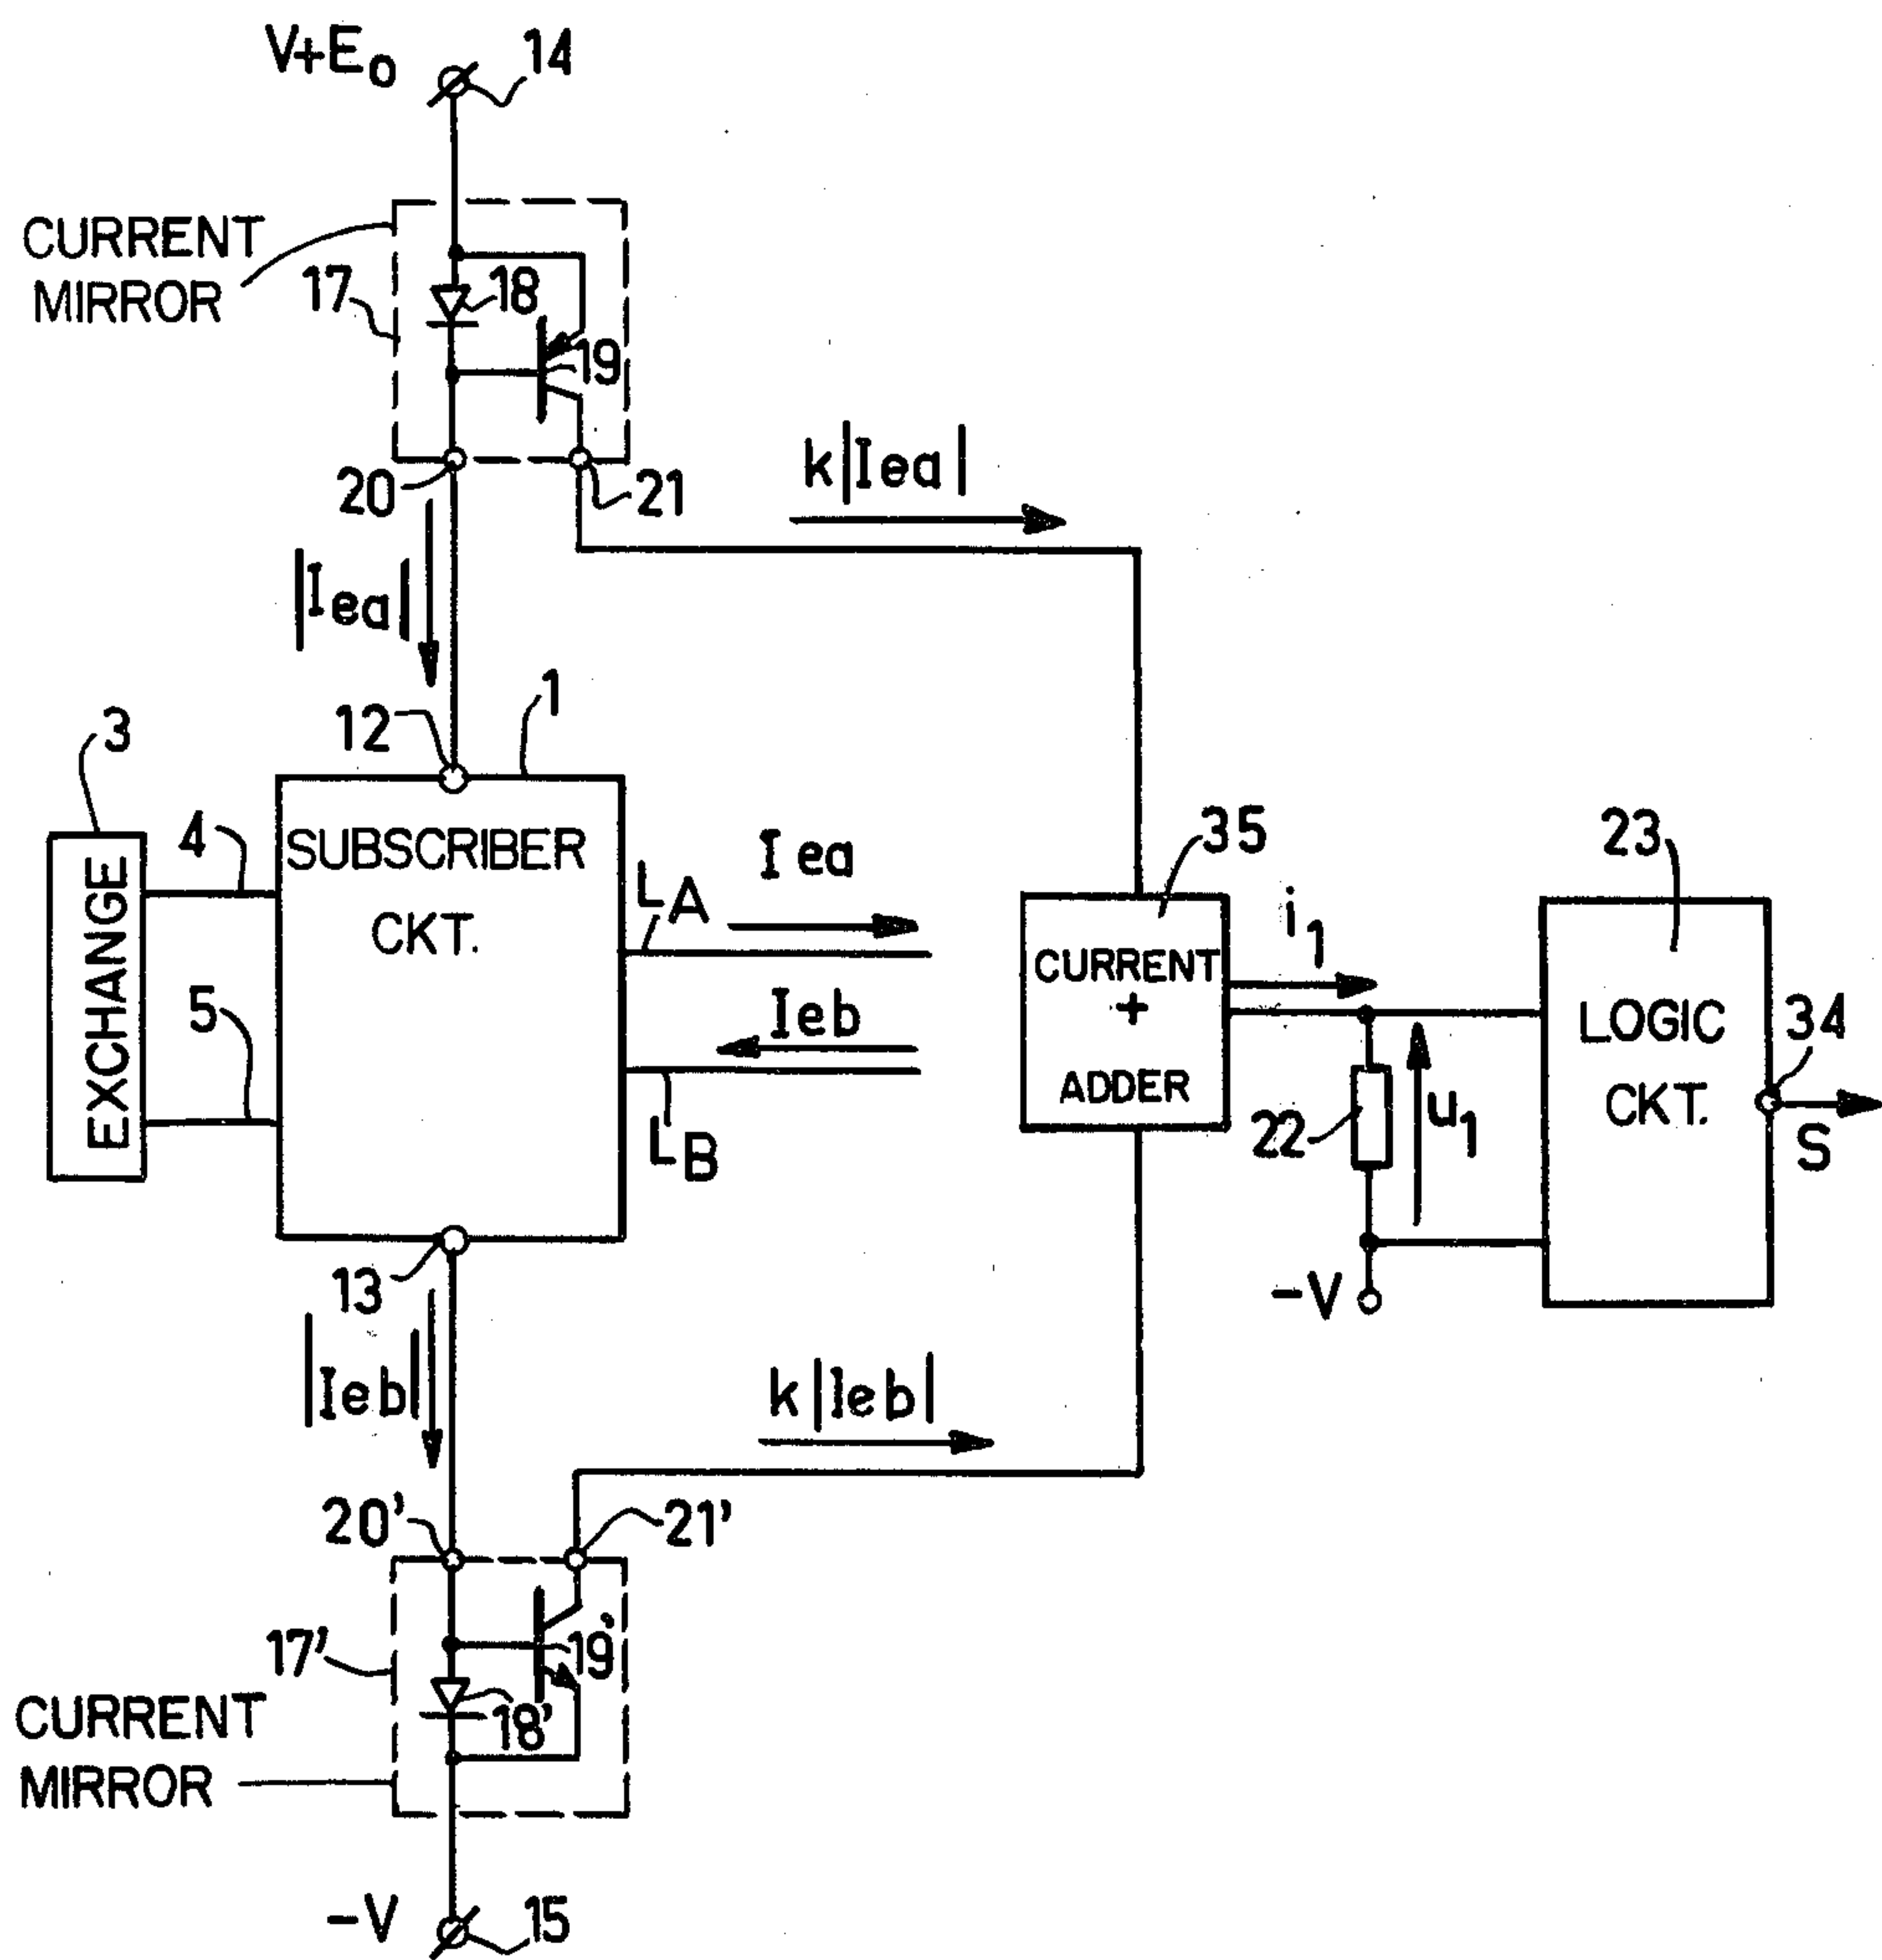 V+E0
14
CURRENT
MIRROR
17
18
19
20
21
k|Iea|
|Iea|
12
1
3
4
5
EXCHANGE
SUBSCRIBER
CKT.
LA
Iea
Ieb
LB
35
CURRENT
+
ADDER
i1
23
LOGIC
CKT.
34
S
22
u1
-V
13
|Ieb|
k|Ieb|
20'
21'
17'
19'
18'
CURRENT
MIRROR
-V
15